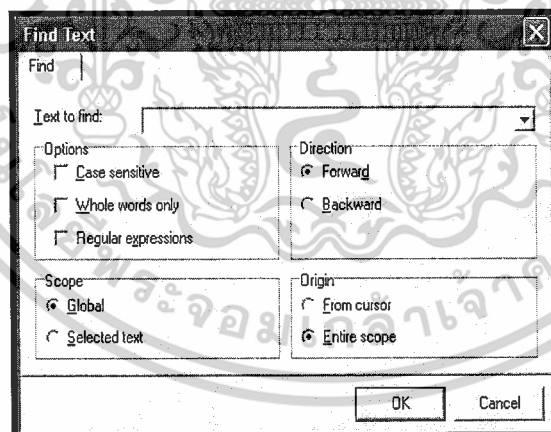 Find Text
Find
Text to find:
Options
Case sensitive
Whole words only
Regular expressions
Direction
Forward
Backward
Scope
Global
Selected text
Origin
From cursor
Entire scope
OK
Cancel